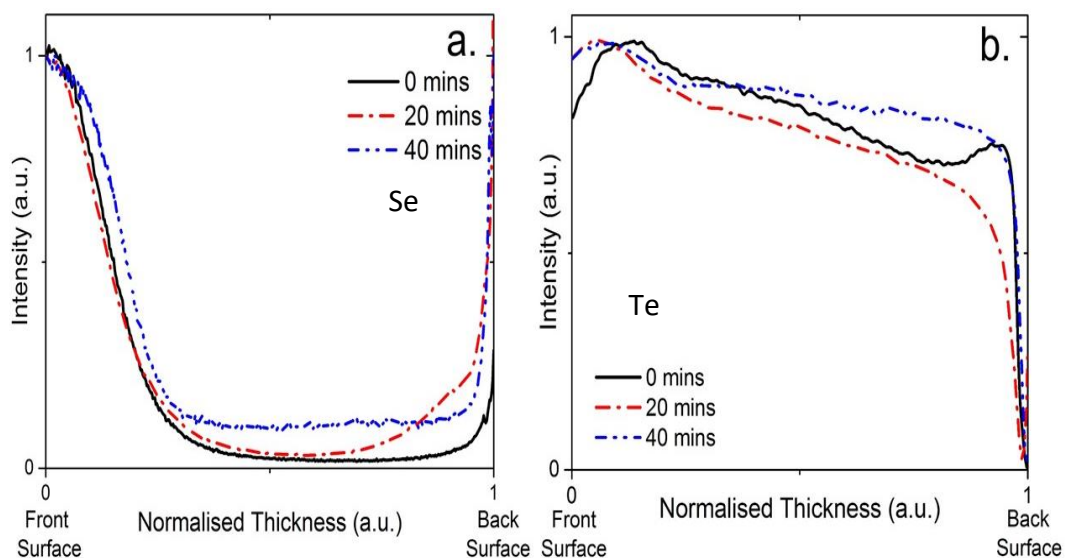 a.
1
0 mins
20 mins
40 mins
Se
Intensity (a.u.)
0
0
1
Front
Surface
Normalised Thickness (a.u.)
Back
Surface
b.
1
Intensity (a.u.)
Te
0 mins
20 mins
40 mins
0
0
1
Front
Surface
Normalised Thickness (a.u.)
Back
Surface